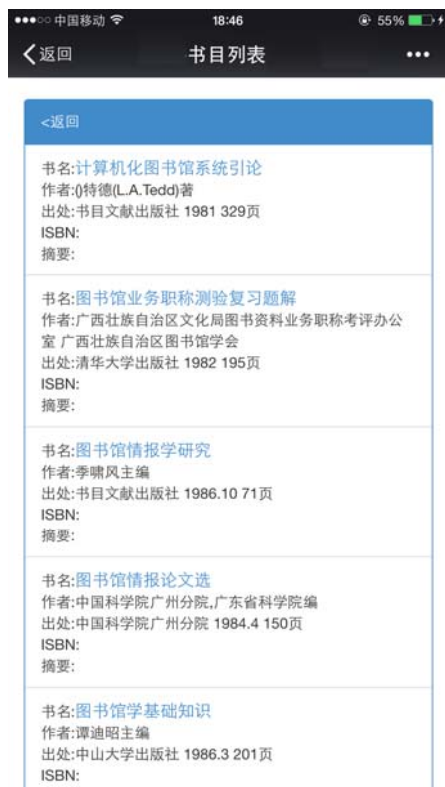 中国移动 18:46 55%
返回 书目列表 •••
<返回
书名:计算机化图书馆系统引论
作者:()特德(L.A.Tedd)著
出处:书目文献出版社 1981 329页
ISBN:
摘要:
书名:图书馆业务职称测验复习题解
作者:广西壮族自治区文化局图书资料业务职称考评办公
室 广西壮族自治区图书馆学会
出处:清华大学出版社 1982 195页
ISBN:
摘要:
书名:图书馆情报学研究
作者:季啸风主编
出处:书目文献出版社 1986.10 71页
ISBN:
摘要:
书名:图书馆情报论文选
作者:中国科学院广州分院,广东省科学院编
出处:中国科学院广州分院 1984.4 150页
ISBN:
摘要:
书名:图书馆学基础知识
作者:谭迪昭主编
出处:中山大学出版社 1986.3 201页
ISBN: